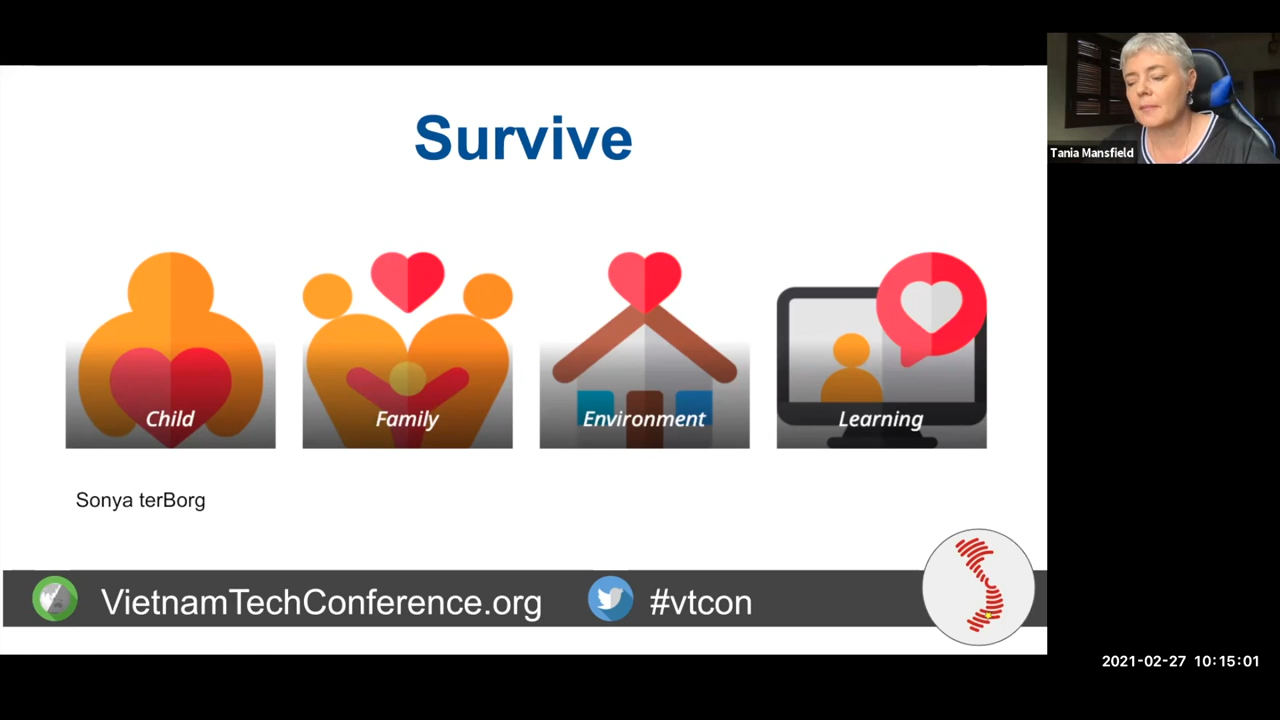 Survive
Tania Mansfield
Child
Family
Environment
Learning
Sonya terBorg
VietnamTechConference.org
#vtcon
2021-02-27 10:15:01